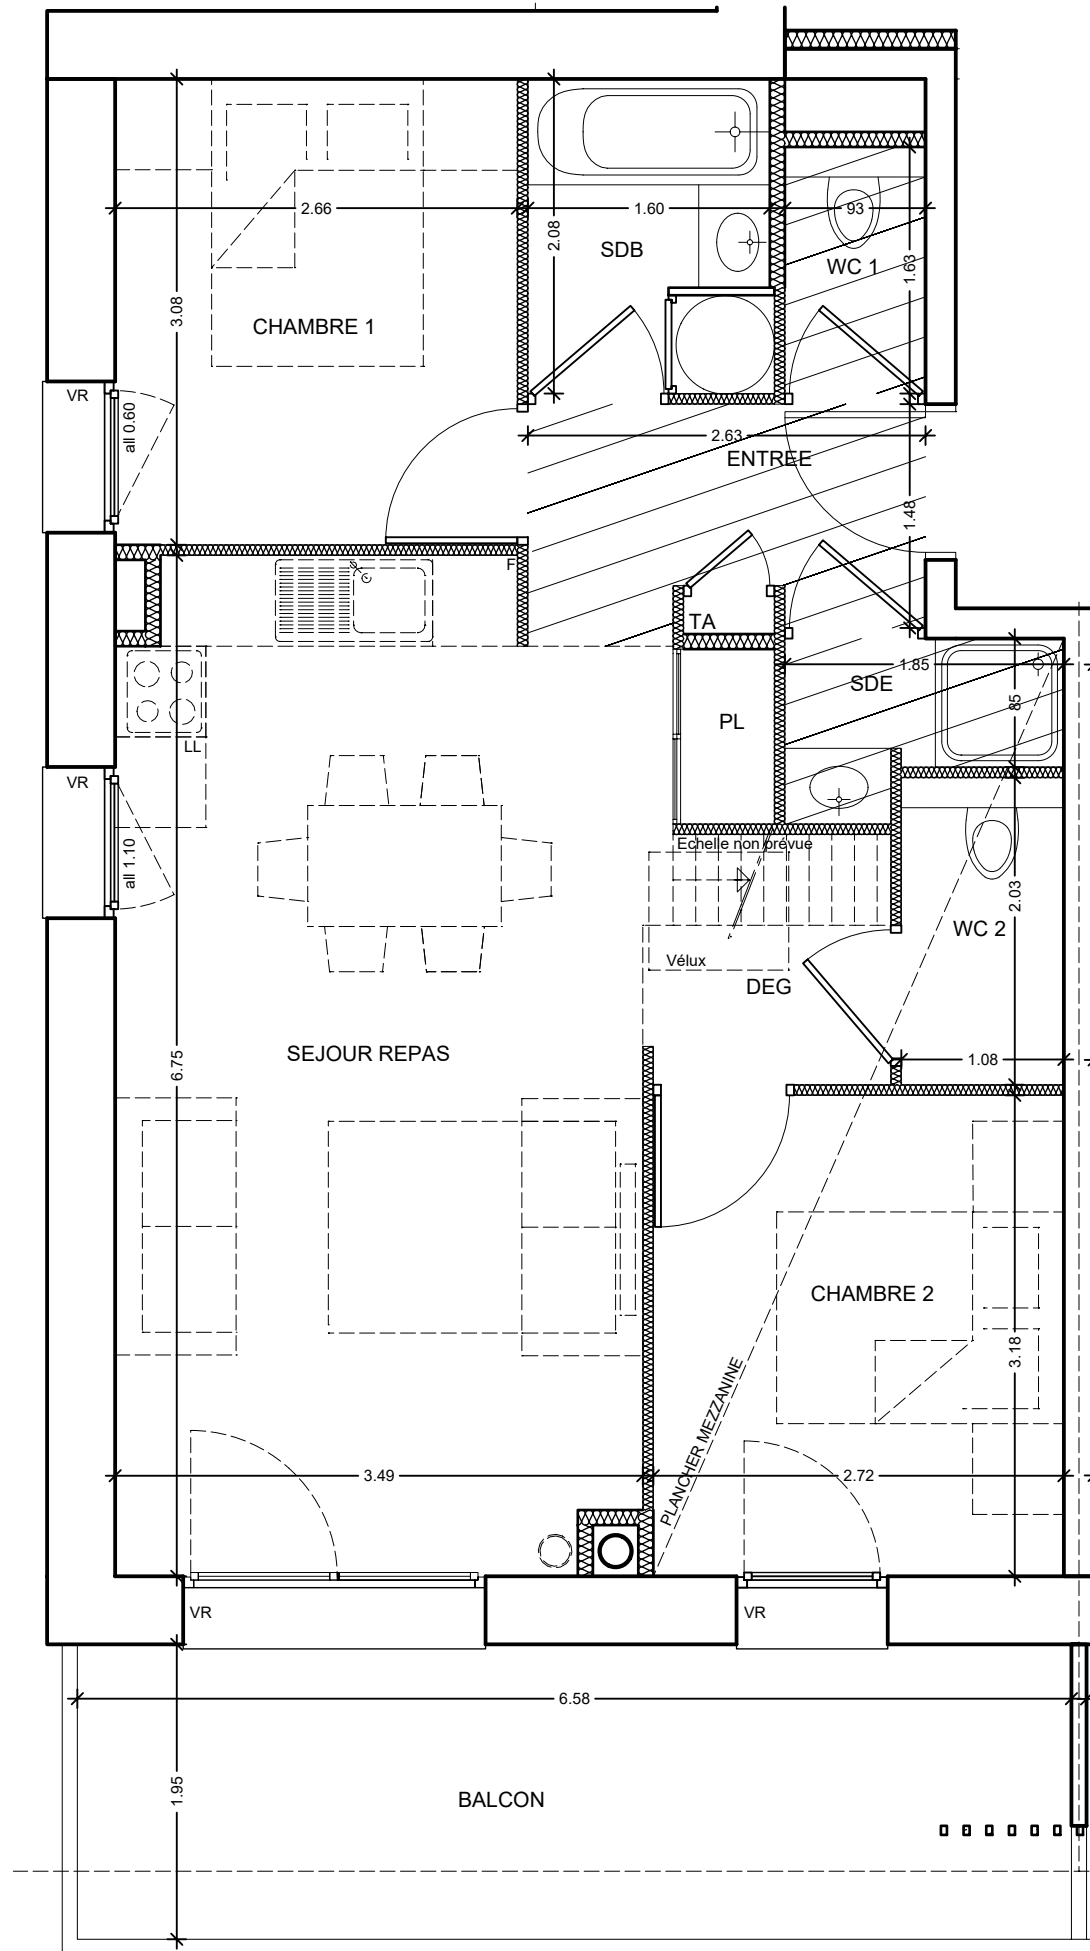 2.66
1.60
93
2.08
SDB
WC 1
1.63
3.08
CHAMBRE 1
VR
all 0.60
2.63
ENTREE
1.48
F
TA
1.85
SDE
85
PL
LL
VR
all 1.10
Echelle non prévue
2.03
WC 2
Vélux
DEG
SEJOUR REPAS
6.75
1.08
CHAMBRE 2
3.18
PLANCHER MEZZANINE
3.49
2.72
VR
VR
6.58
1.95
BALCON